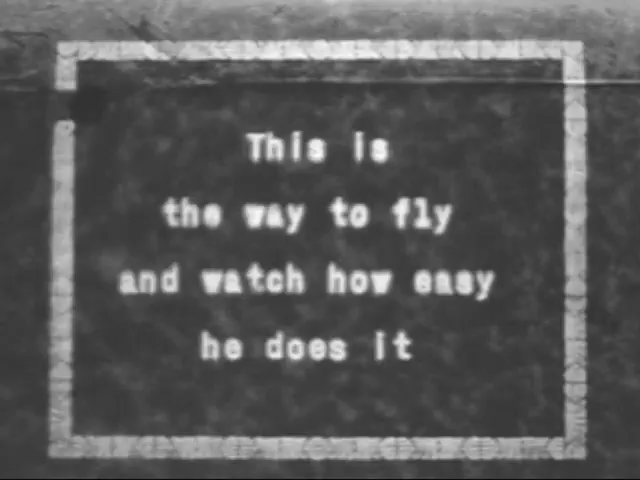 This is
the way to fly
and watch how easy
he does it